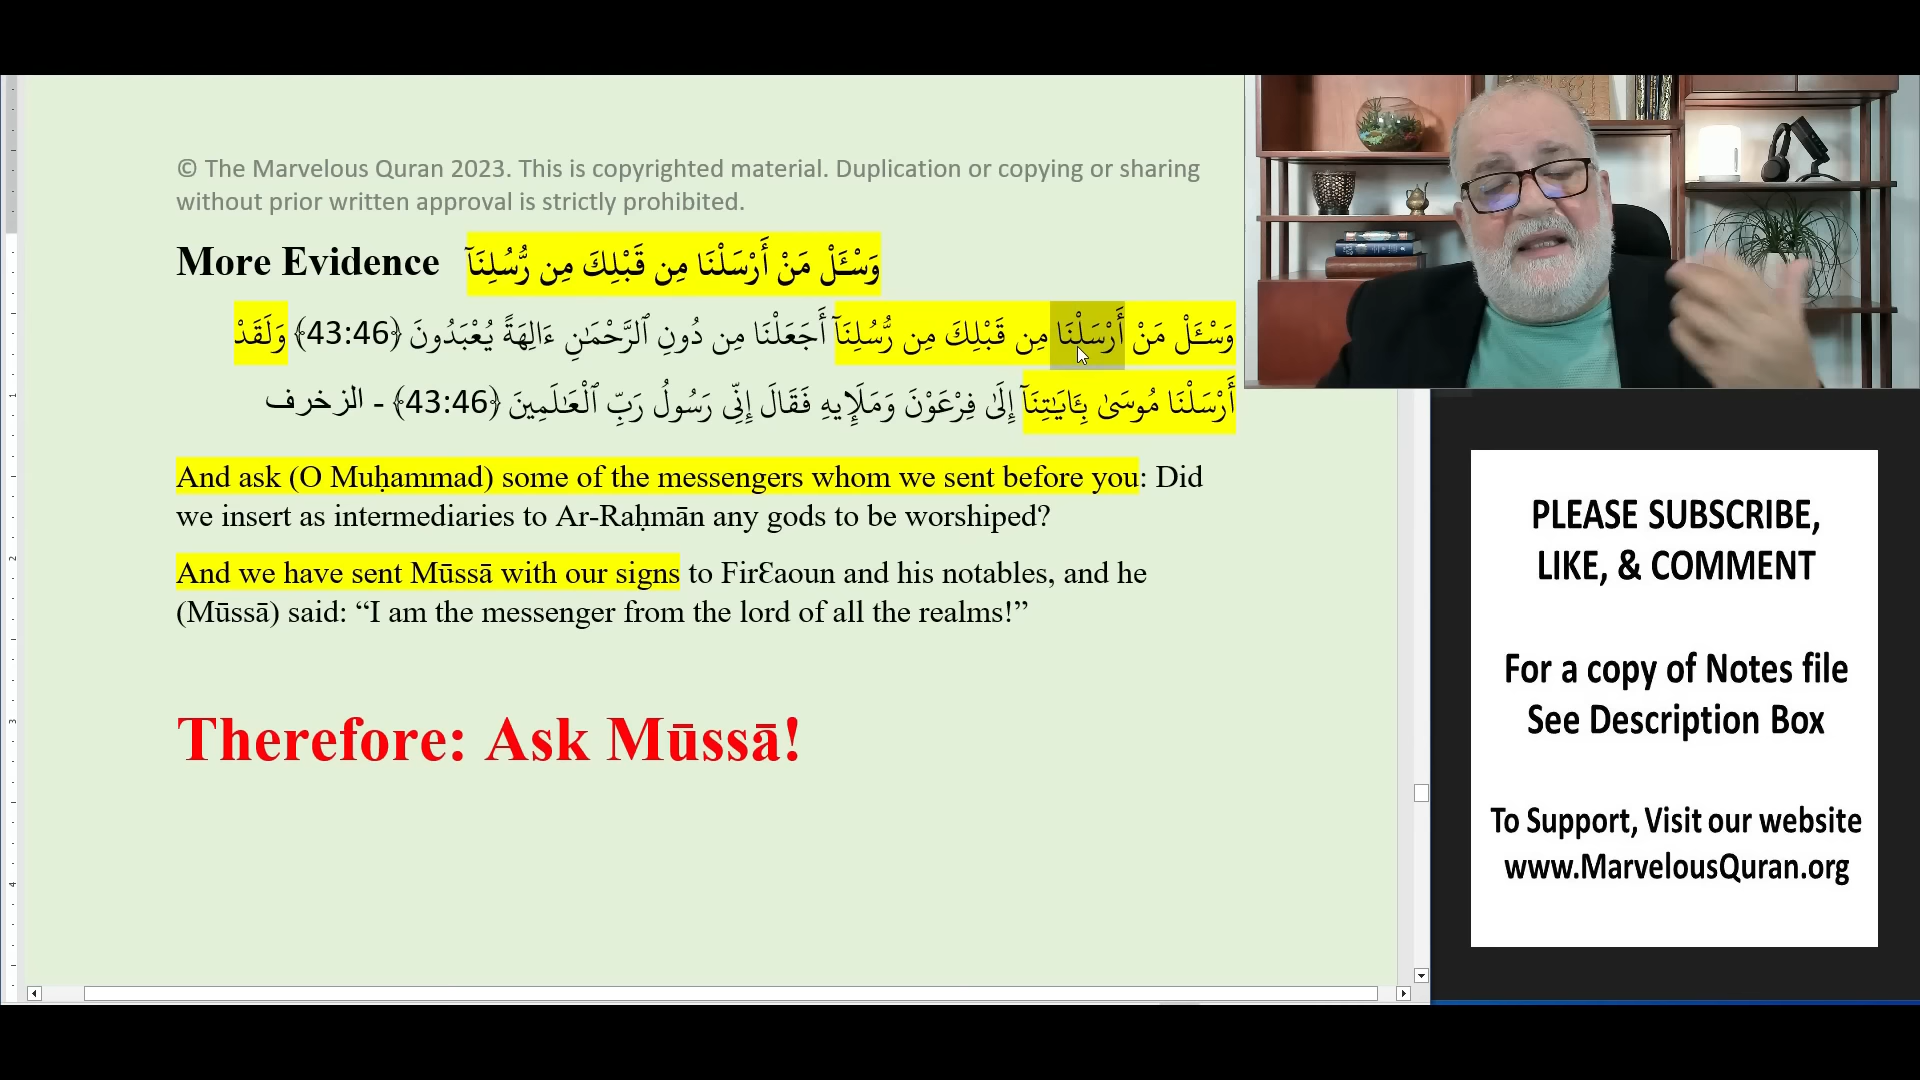 © The Marvelous Quran 2023. This is copyrighted material. Duplication or copying or sharing
without prior written approval is strictly prohibited.
More Evidence وَسْـَٔلْ مَنْ أَرْسَلْنَا مِن قَبْلِكَ مِن رُّسُلِنَآ
وَسْـَٔلْ مَنْ أَرْسَلْنَا مِن قَبْلِكَ مِن رُّسُلِنَآ أَجَعَلْنَا مِن دُونِ ٱلرَّحْمَـٰنِ ءَالِهَةً يُعْبَدُونَ ﴿43:46﴾ وَلَقَدْ
أَرْسَلْنَا مُوسَىٰ بِـَٔايَـٰتِنَآ إِلَىٰ فِرْعَوْنَ وَمَلَإِيهِ فَقَالَ إِنِّى رَسُولُ رَبِّ ٱلْعَـٰلَمِينَ ﴿43:46﴾ - الزخرف
And ask (O Muḥammad) some of the messengers whom we sent before you: Did
we insert as intermediaries to Ar-Raḥmān any gods to be worshiped?
And we have sent Mūssā with our signs to FirƐaoun and his notables, and he
(Mūssā) said: “I am the messenger from the lord of all the realms!”
Therefore: Ask Mūssā!
PLEASE SUBSCRIBE,
LIKE, & COMMENT
For a copy of Notes file
See Description Box
To Support, Visit our website
www.MarvelousQuran.org